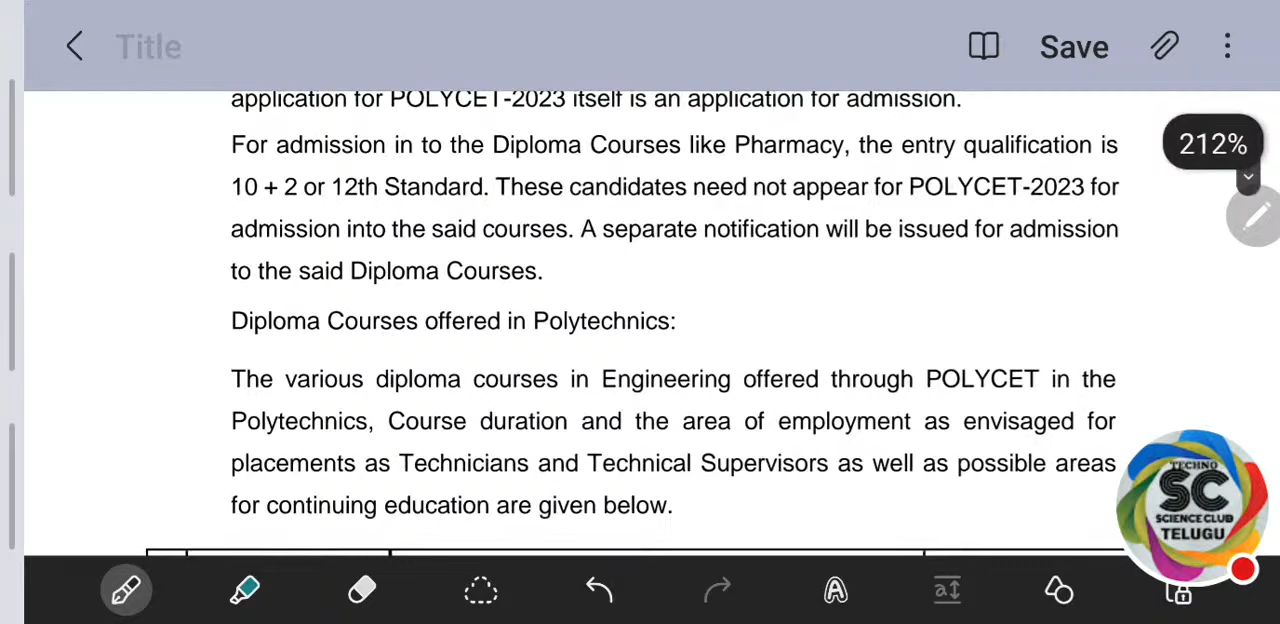 Title
Save
application for POLYCET-2023 itself is an application for admission.
212%
For admission in to the Diploma Courses like Pharmacy, the entry qualification is
10 + 2 or 12th Standard. These candidates need not appear for POLYCET-2023 for
admission into the said courses. A separate notification will be issued for admission
to the said Diploma Courses.
Diploma Courses offered in Polytechnics:
The various diploma courses in Engineering offered through POLYCET in the
Polytechnics, Course duration and the area of employment as envisaged for
placements as Technicians and Technical Supervisors as well as possible areas
for continuing education are given below.
TECHNO
SC
SCIENCE CLUB
TELUGU
A
a